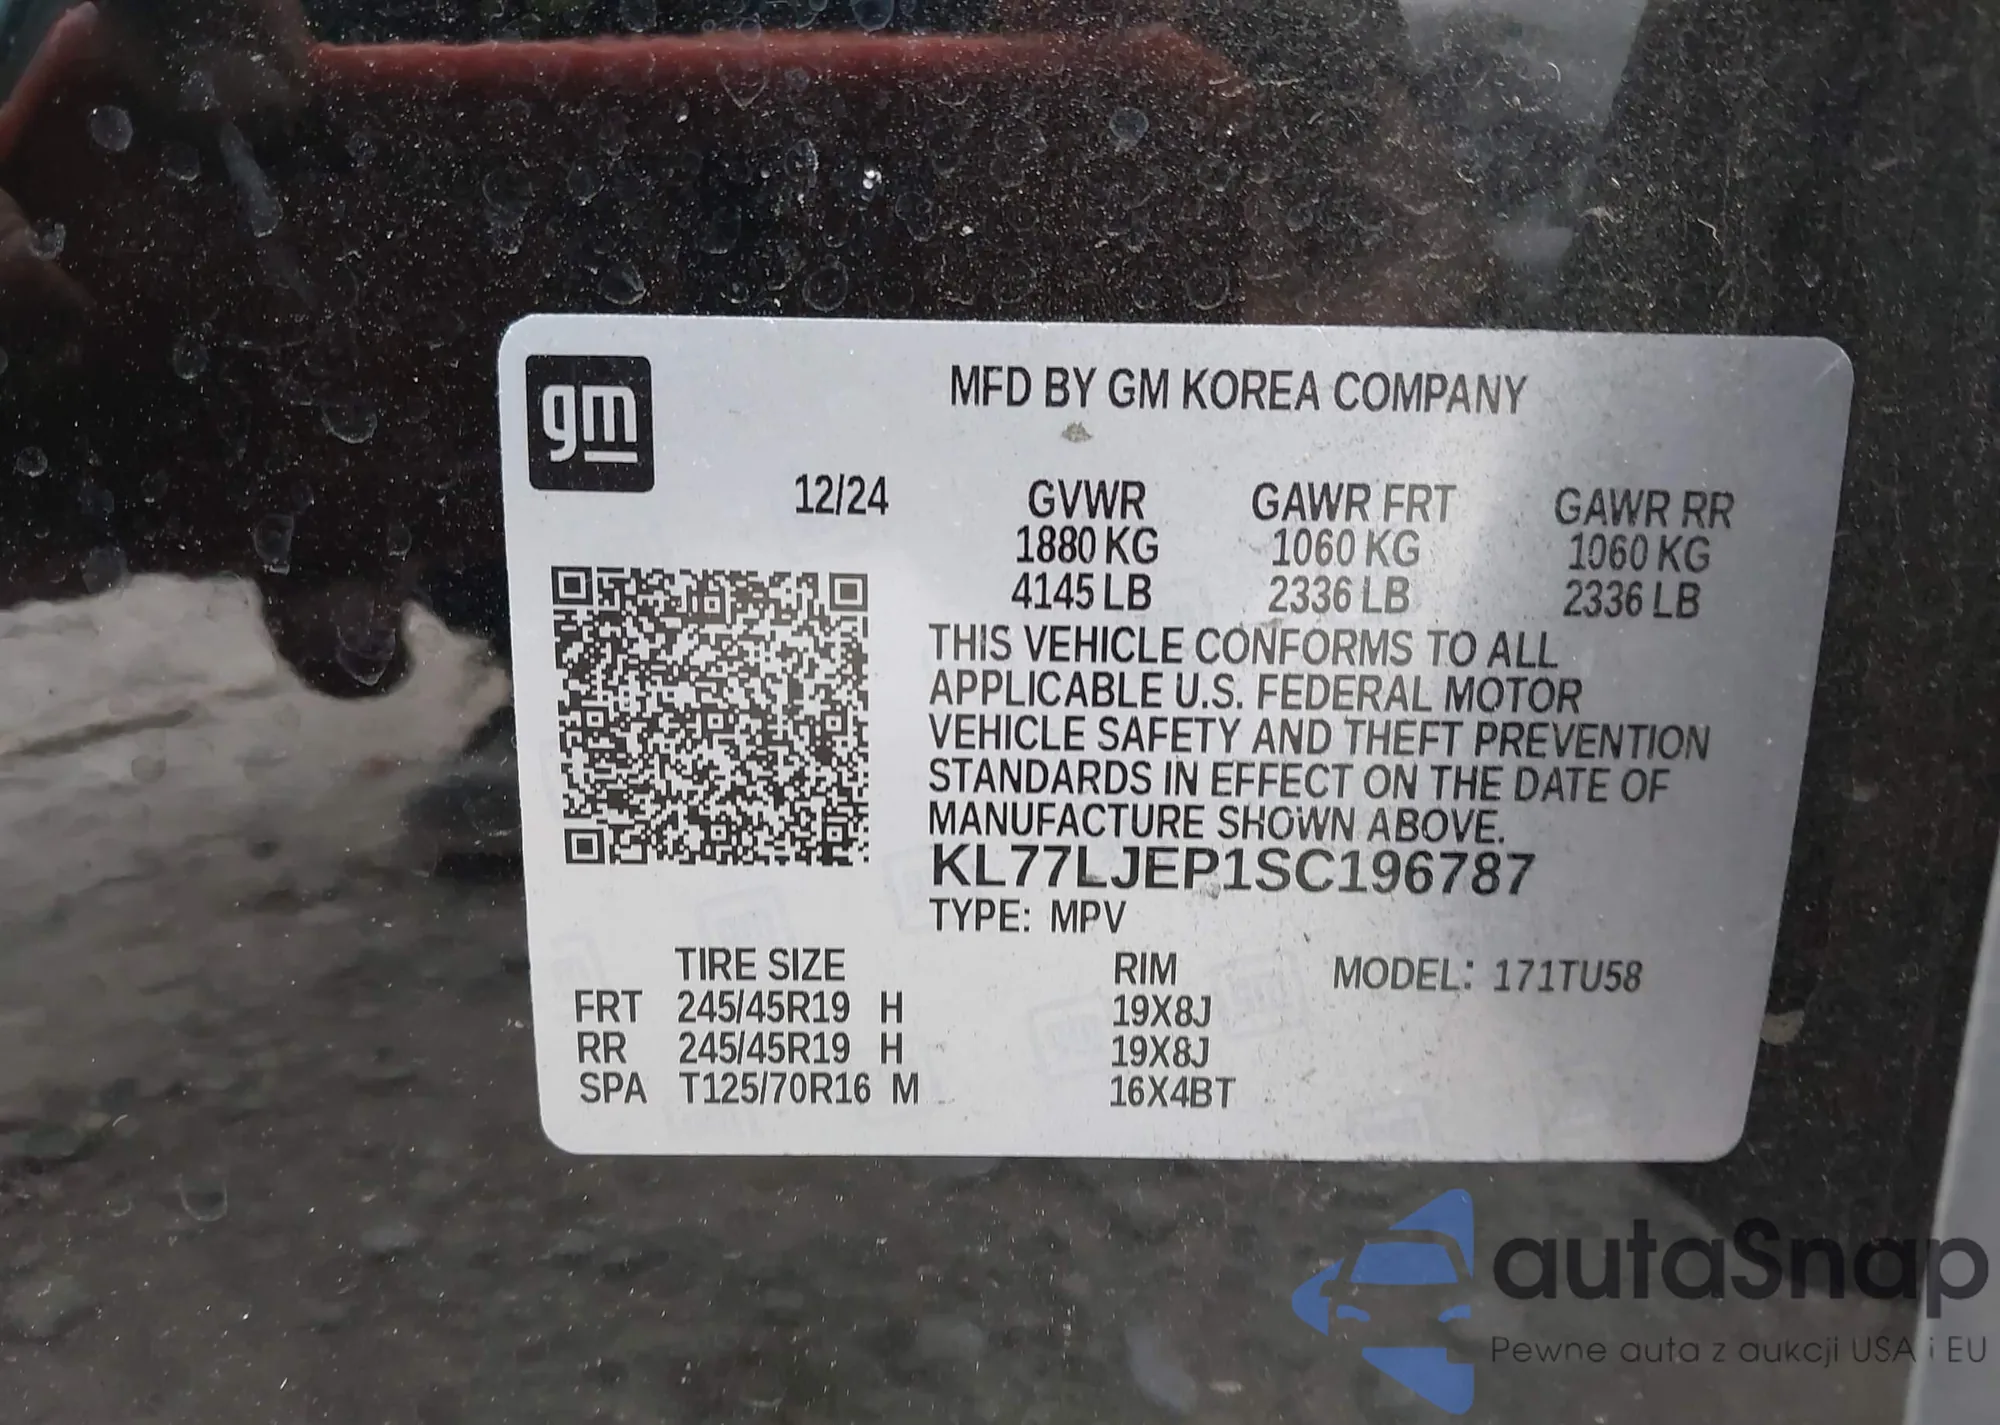 gm
MFD BY GM KOREA COMPANY
12/24 GVWR GAWR FRT GAWR RR
1880 KG 1060 KG 1060 KG
4145 LB 2336 LB 2336 LB
THIS VEHICLE CONFORMS TO ALL
APPLICABLE U.S. FEDERAL MOTOR
VEHICLE SAFETY AND THEFT PREVENTION
STANDARDS IN EFFECT ON THE DATE OF
MANUFACTURE SHOWN ABOVE.
KL77LJEP1SC196787
TYPE: MPV
TIRE SIZE RIM MODEL: 171TU58
FRT 245/45R19 H 19X8J
RR 245/45R19 H 19X8J
SPA T125/70R16 M 16X4BT
autaSnap
Pewne auta z aukcji USA i EU